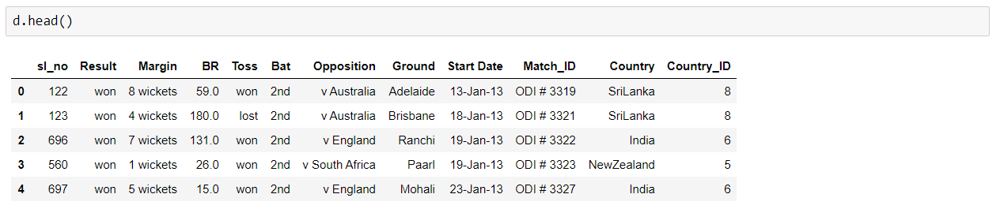 d.head()
sl_no Result Margin BR Toss Bat Opposition Ground Start Date Match_ID Country Country_ID
0 122 won 8 wickets 59.0 won 2nd v Australia Adelaide 13-Jan-13 ODI # 3319 SriLanka 8
1 123 won 4 wickets 180.0 lost 2nd v Australia Brisbane 18-Jan-13 ODI # 3321 SriLanka 8
2 696 won 7 wickets 131.0 won 2nd v England Ranchi 19-Jan-13 ODI # 3322 India 6
3 560 won 1 wickets 26.0 won 2nd v South Africa Paarl 19-Jan-13 ODI # 3323 NewZealand 5
4 697 won 5 wickets 15.0 won 2nd v England Mohali 23-Jan-13 ODI # 3327 India 6